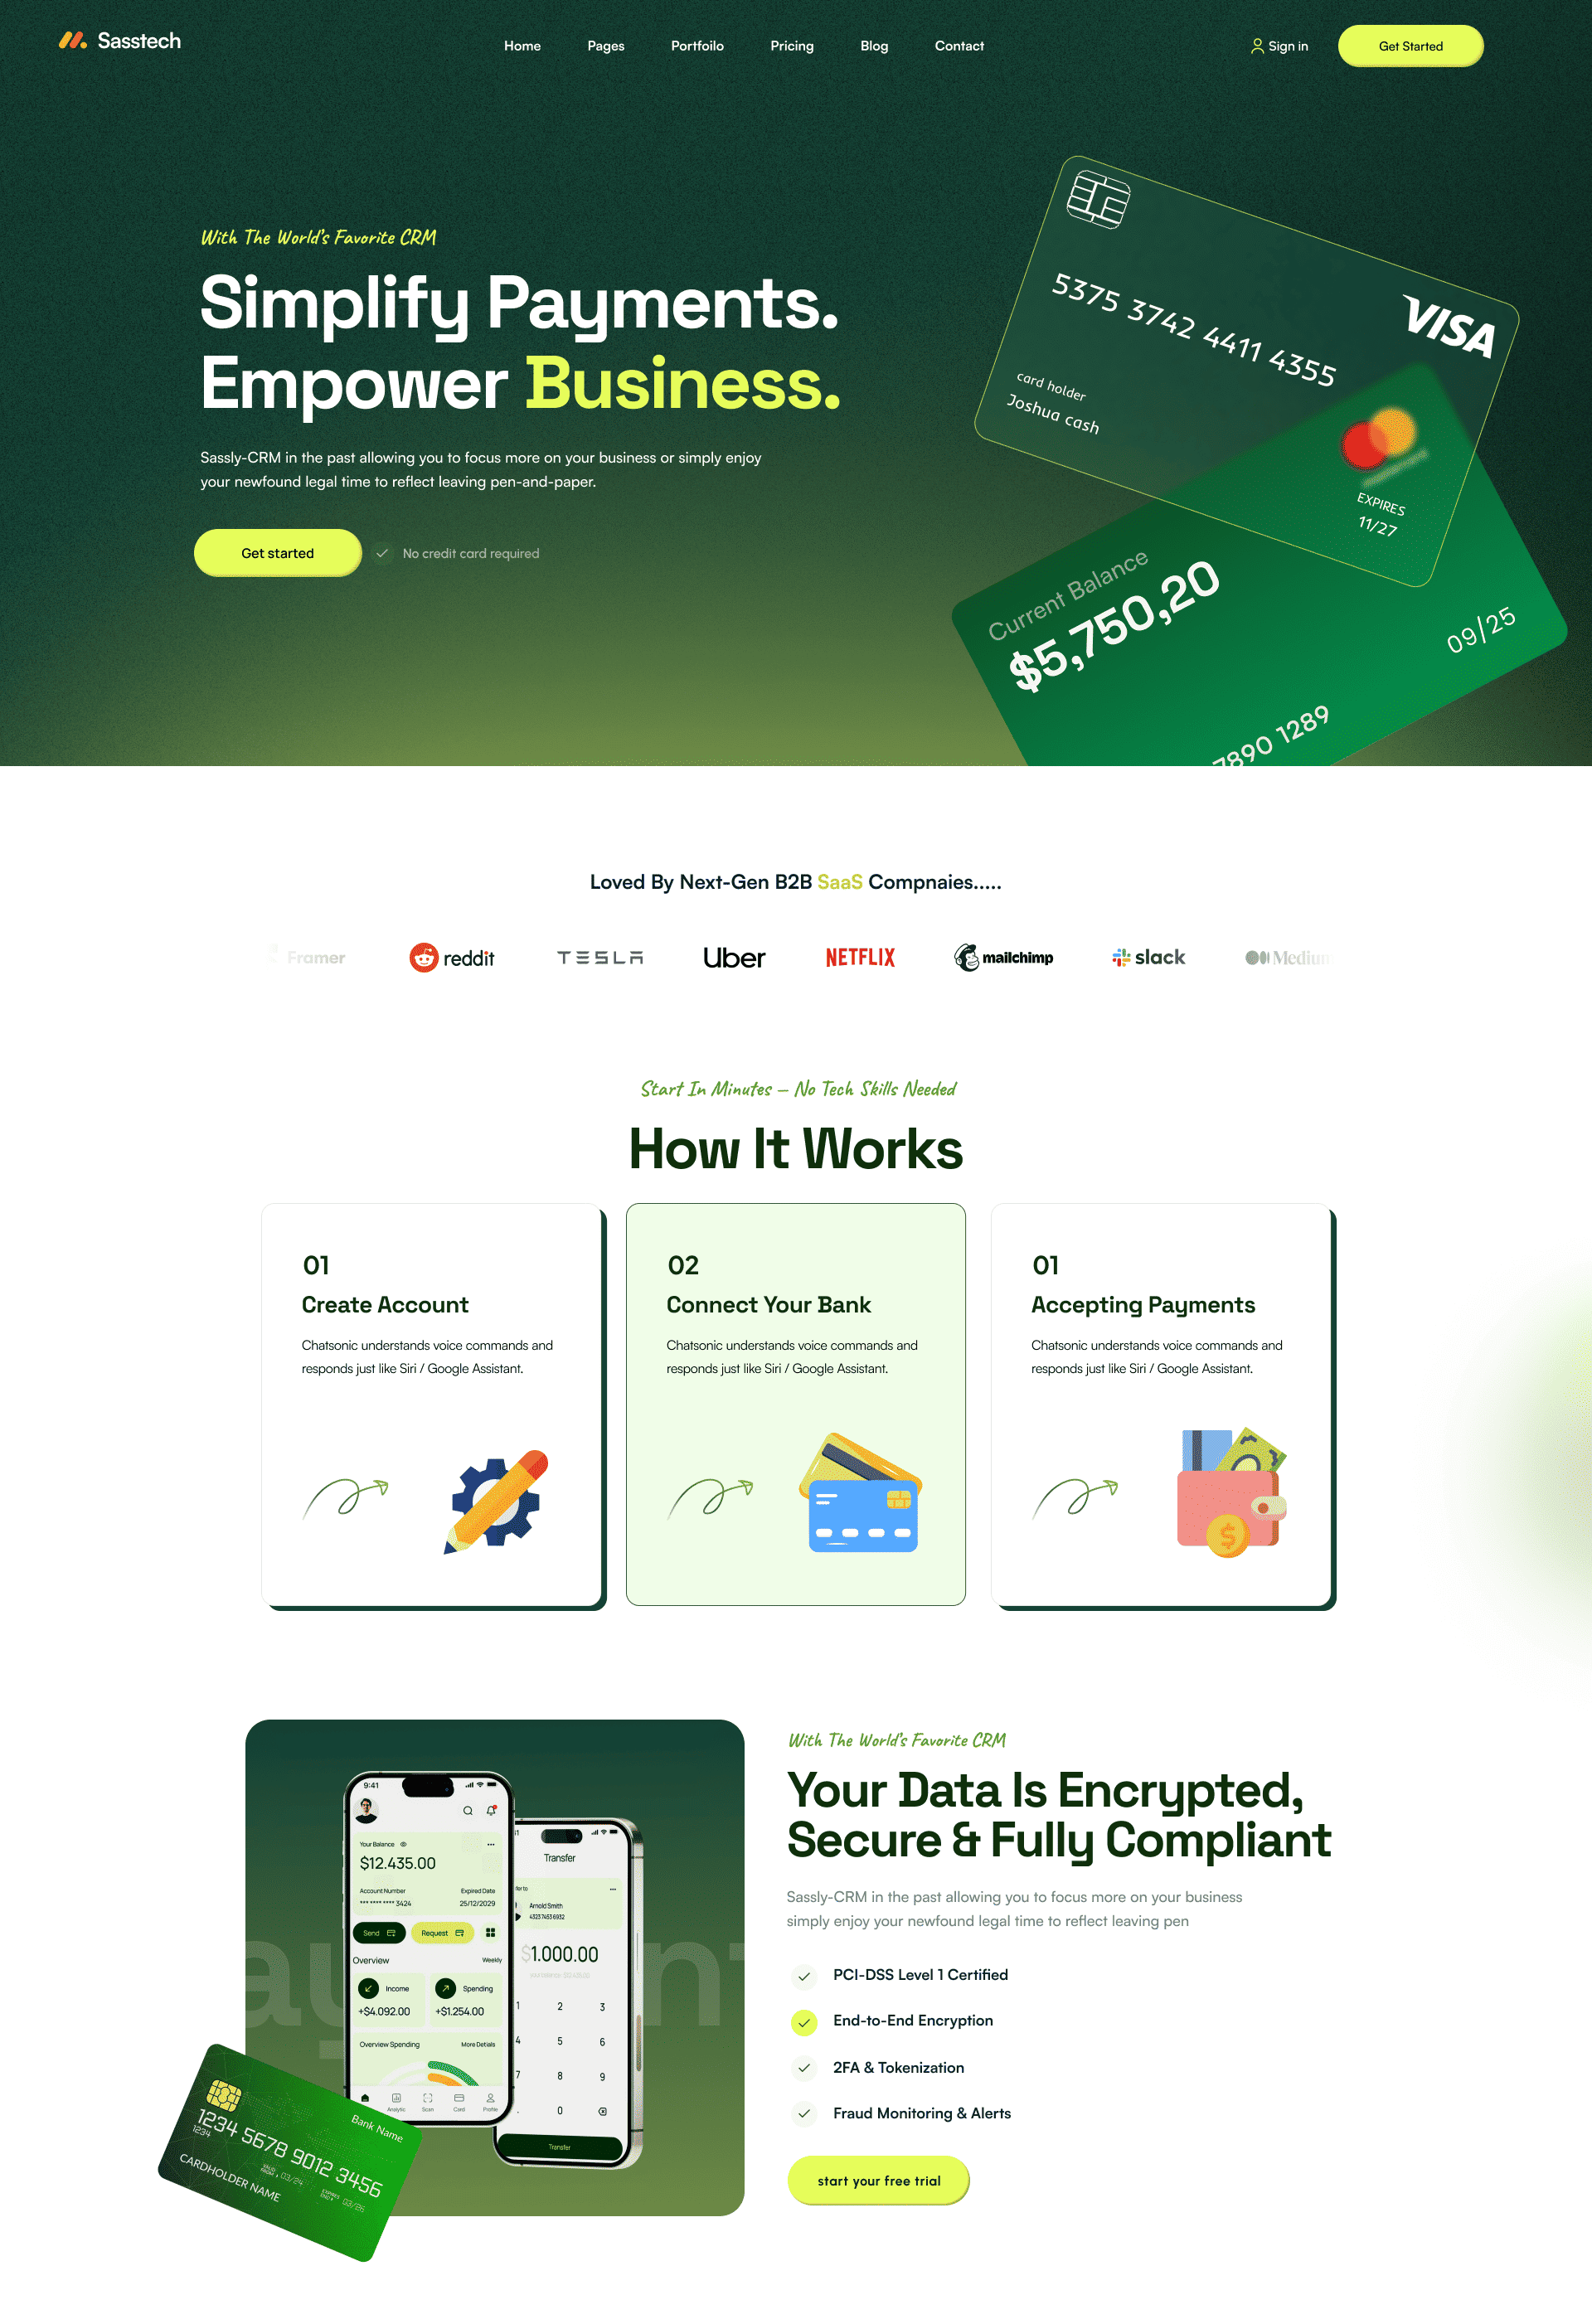 Sasstech
Home
Pages
Portfoilo
Pricing
Blog
Contact
Sign in
Get Started
With The World's Favorite CRM
Simplify Payments.
Empower Business.
Sassly-CRM in the past allowing you to focus more on your business or simply enjoy
your newfound legal time to reflect leaving pen-and-paper.
Get started
No credit card required
VISA
5375 3742 4411 4355
card holder
Joshua cash
EXPIRES
11/27
Current Balance
$5,750,20
09/25
7890 1289
Loved By Next-Gen B2B SaaS Compnaies.....
Framer
reddit
TESLA
Uber
NETFLIX
mailchimp
slack
Medium
Start In Minutes – No Tech Skills Needed
How It Works
01
Create Account
Chatsonic understands voice commands and
responds just like Siri / Google Assistant.
02
Connect Your Bank
Chatsonic understands voice commands and
responds just like Siri / Google Assistant.
01
Accepting Payments
Chatsonic understands voice commands and
responds just like Siri / Google Assistant.
9:41
Your Balance
$12.435.00
Account Number
Expired Date
*** **** **** 3424
25/12/2029
Send
Request
Overview
Weekly
Income
+$4.092.00
Spending
+$1.254.00
Overview Spending
More Detials
Analytic
Scan
Card
Profile
Transfer
Arnold Smith
4323 7453 6932
$1.000.00
1 2 3
4 5 6
7 8 9
0
Transfer
Bank Name
1234 5678 9012 3456
1234
03/24
03/26
CARDHOLDER NAME
With The World's Favorite CRM
Your Data Is Encrypted,
Secure & Fully Compliant
Sassly-CRM in the past allowing you to focus more on your business
simply enjoy your newfound legal time to reflect leaving pen
PCI-DSS Level 1 Certified
End-to-End Encryption
2FA & Tokenization
Fraud Monitoring & Alerts
start your free trial